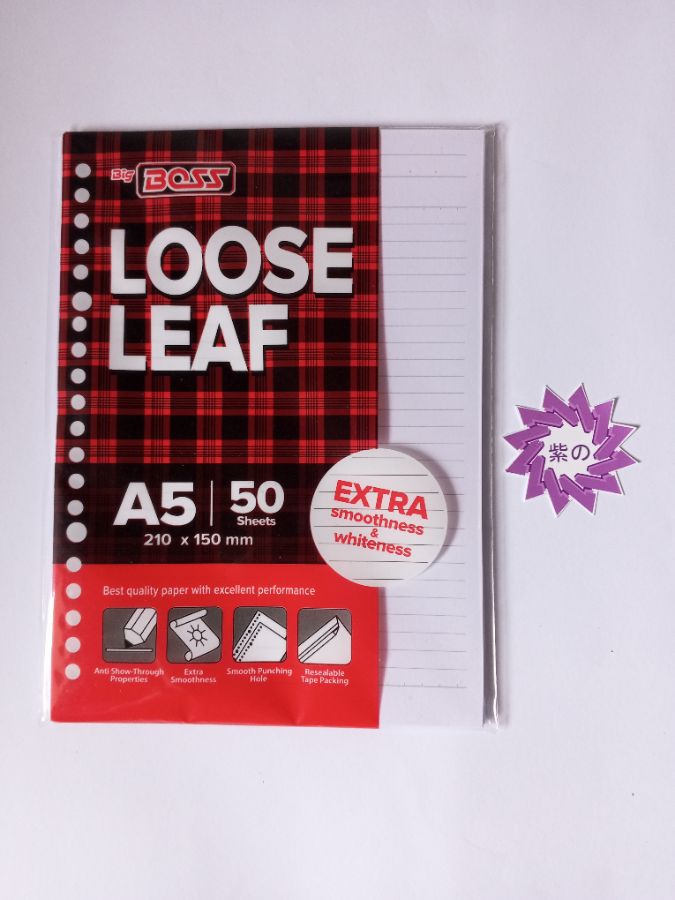 Big BOSS
LOOSE
LEAF
A5 | 50
Sheets
210 x 150 mm
EXTRA
smoothness
&
whiteness
Best quality paper with excellent performance
Anti Show-Through
Properties
Extra
Smoothness
Smooth Punching
Hole
Resealable
Tape Packing
紫の